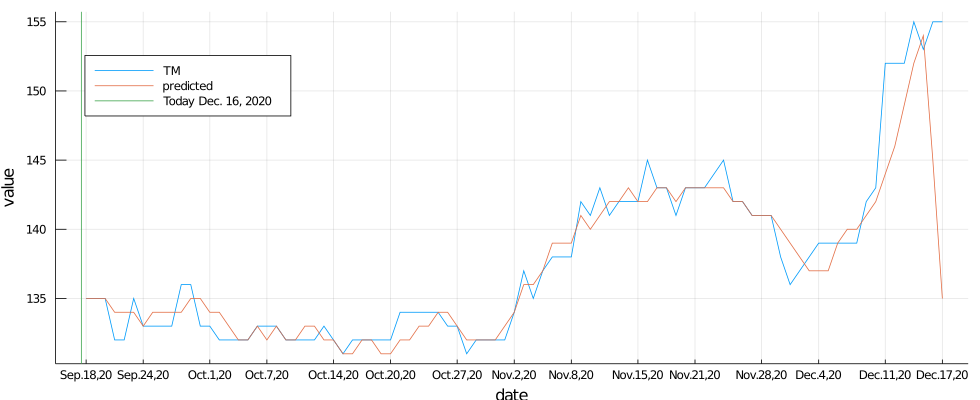 155
150
145
140
135
value
TM
predicted
Today Dec. 16, 2020
Sep.18,20 Sep.24,20 Oct.1,20 Oct.7,20 Oct.14,20 Oct.20,20 Oct.27,20 Nov.2,20 Nov.8,20 Nov.15,20 Nov.21,20 Nov.28,20 Dec.4,20 Dec.11,20 Dec.17,20
date